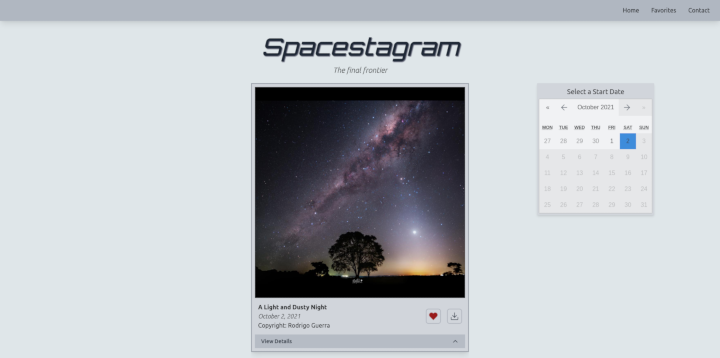 Home Favorites Contact
Spacestagram
The final frontier
Select a Start Date
« ← October 2021 → »
MON TUE WED THU FRI SAT SUN
27 28 29 30 1 2 3
4 5 6 7 8 9 10
11 12 13 14 15 16 17
18 19 20 21 22 23 24
25 26 27 28 29 30 31
A Light and Dusty Night
October 2, 2021
Copyright: Rodrigo Guerra
View Details